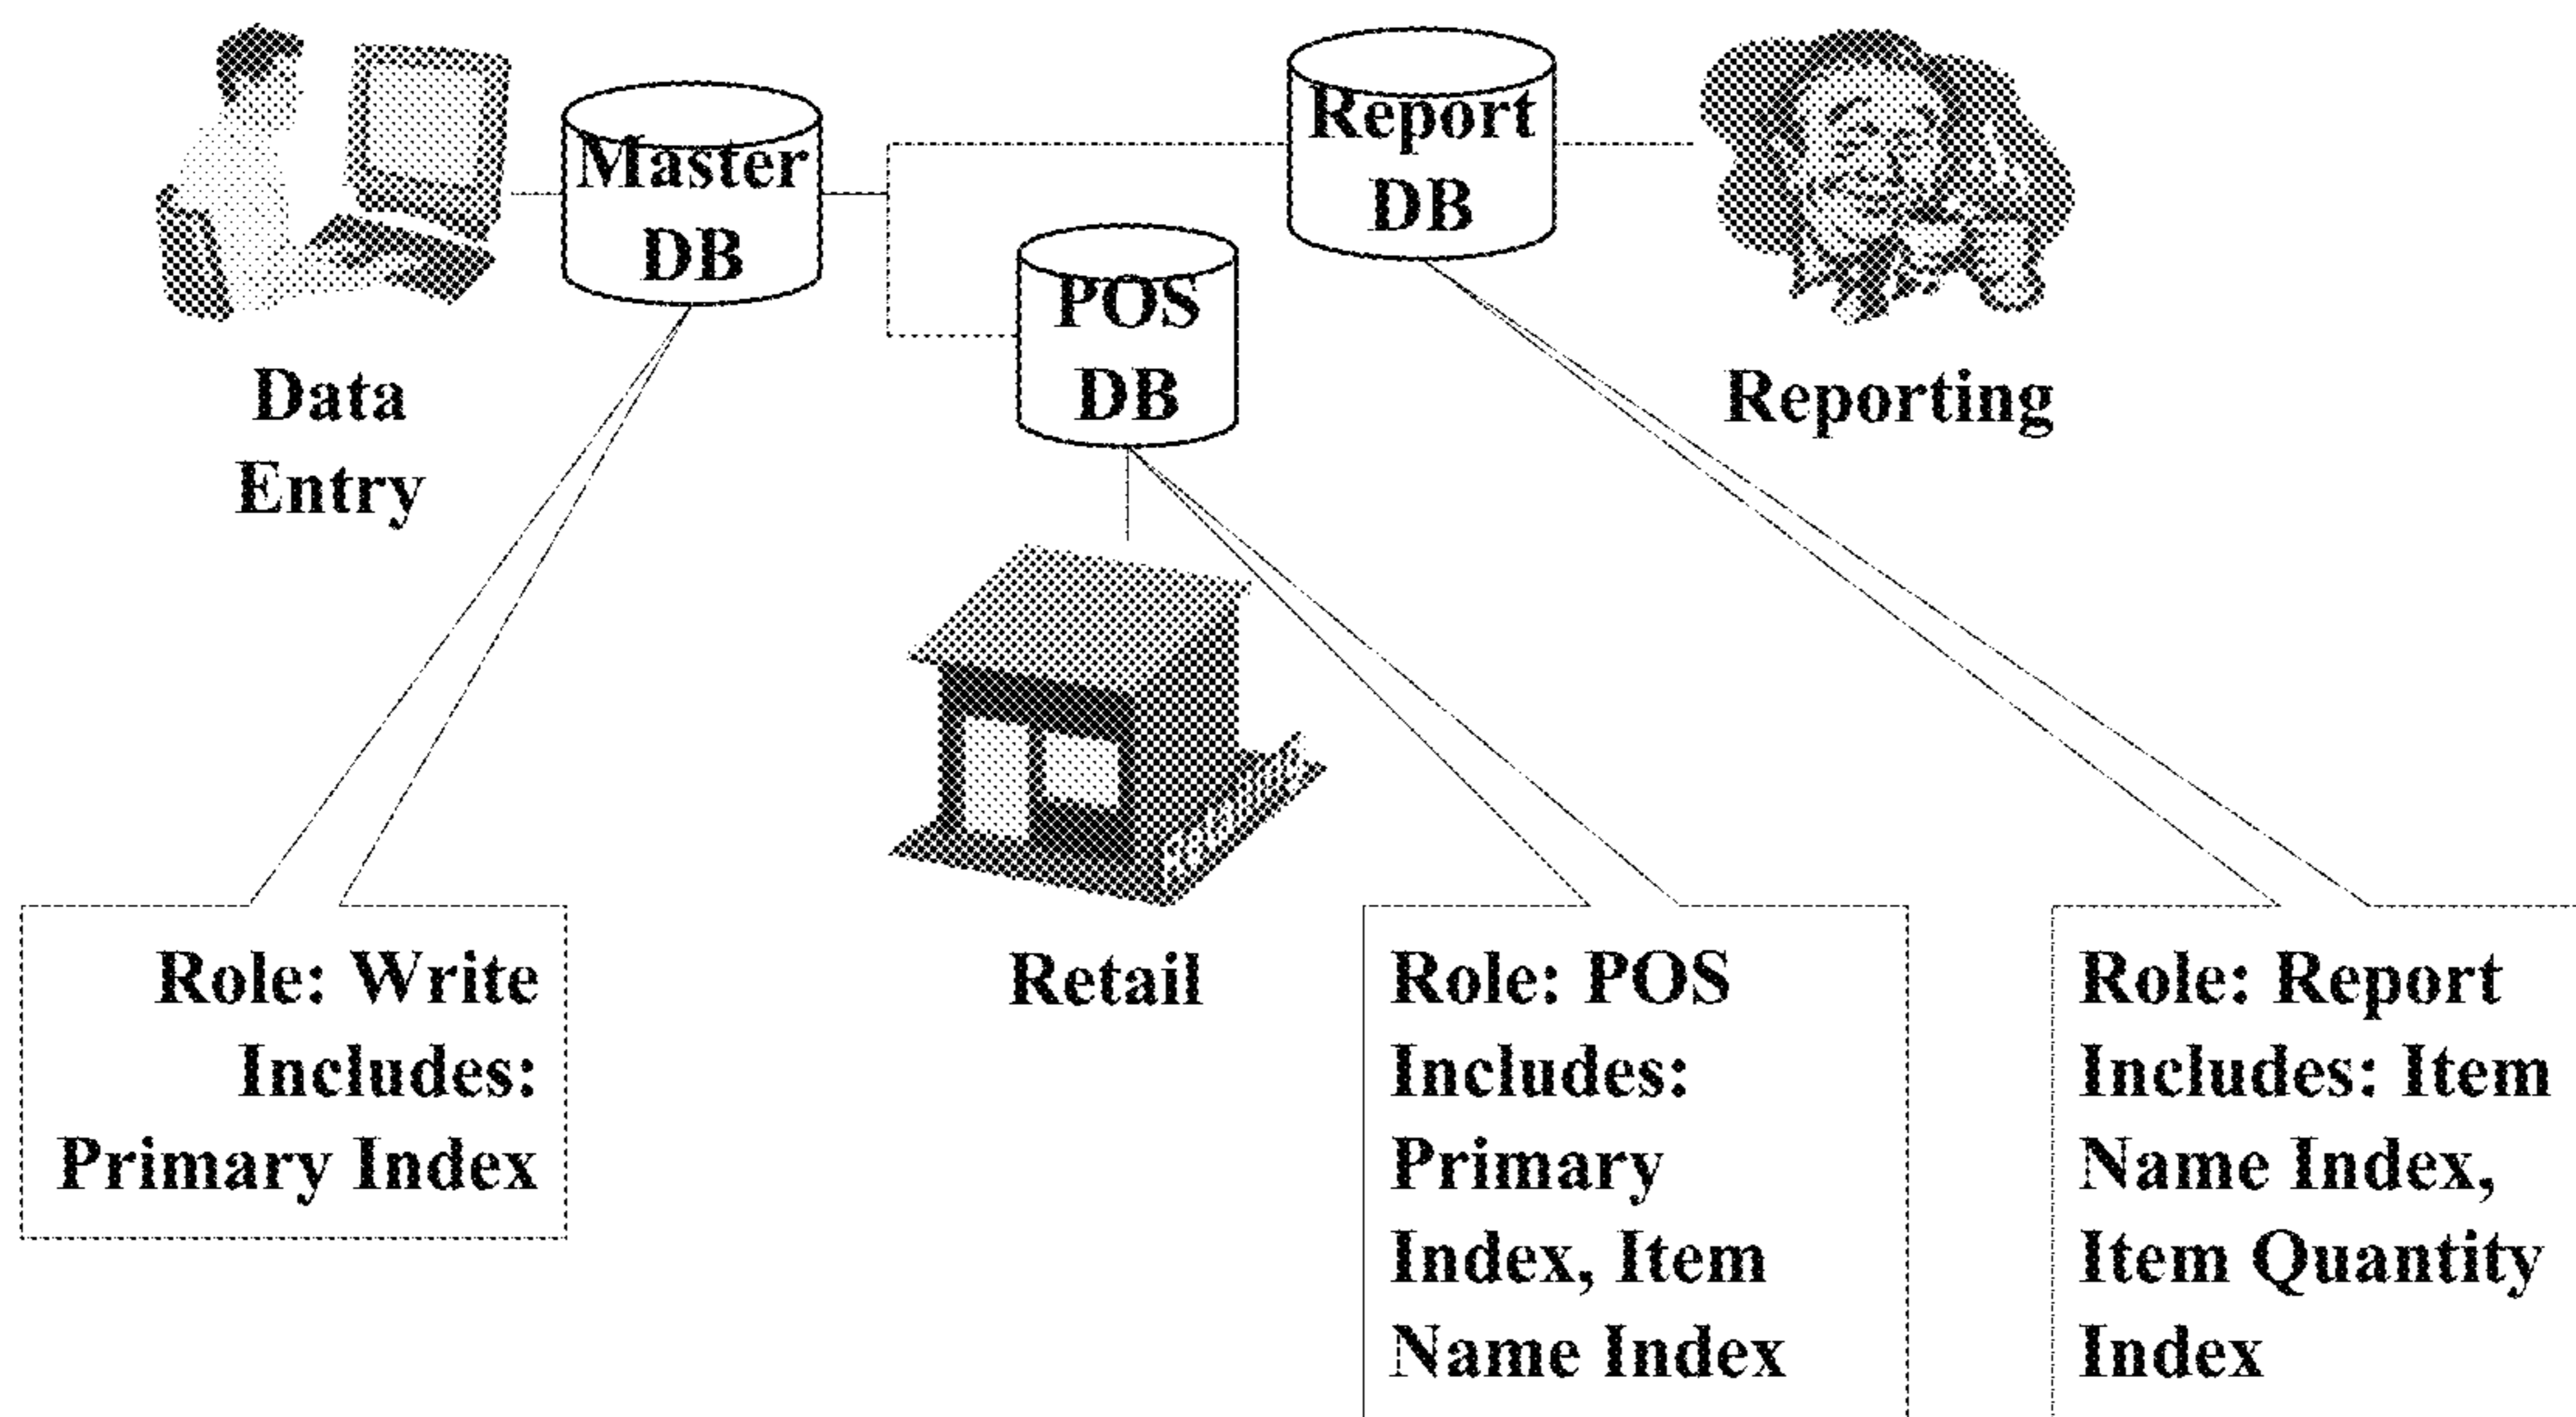 Master
DB
Report
DB
POS
DB
Data
Entry
Reporting
Retail
Role: Write
Includes:
Primary Index
Role: POS
Includes:
Primary
Index, Item
Name Index
Role: Report
Includes: Item
Name Index,
Item Quantity
Index